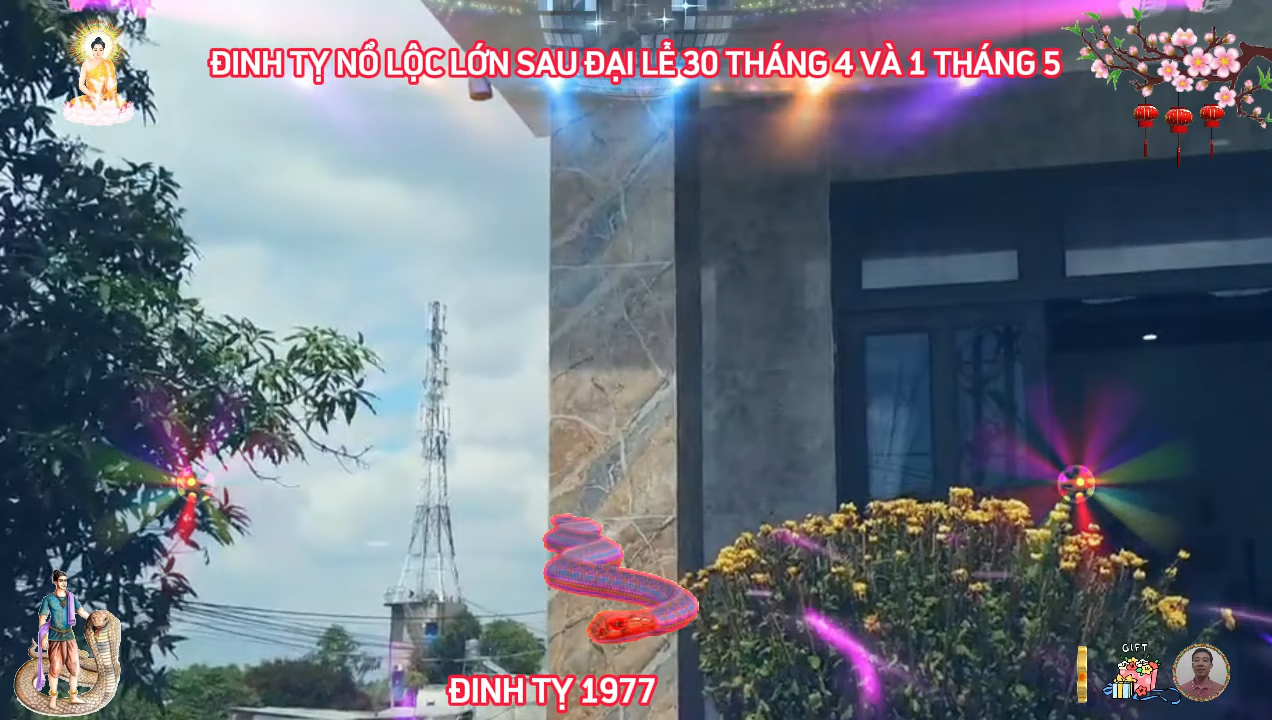 ĐINH TỴ NỔ LỘC LỚN SAU ĐẠI LỄ 30 THÁNG 4 VÀ 1 THÁNG 5
ĐINH TỴ 1977
GIFT